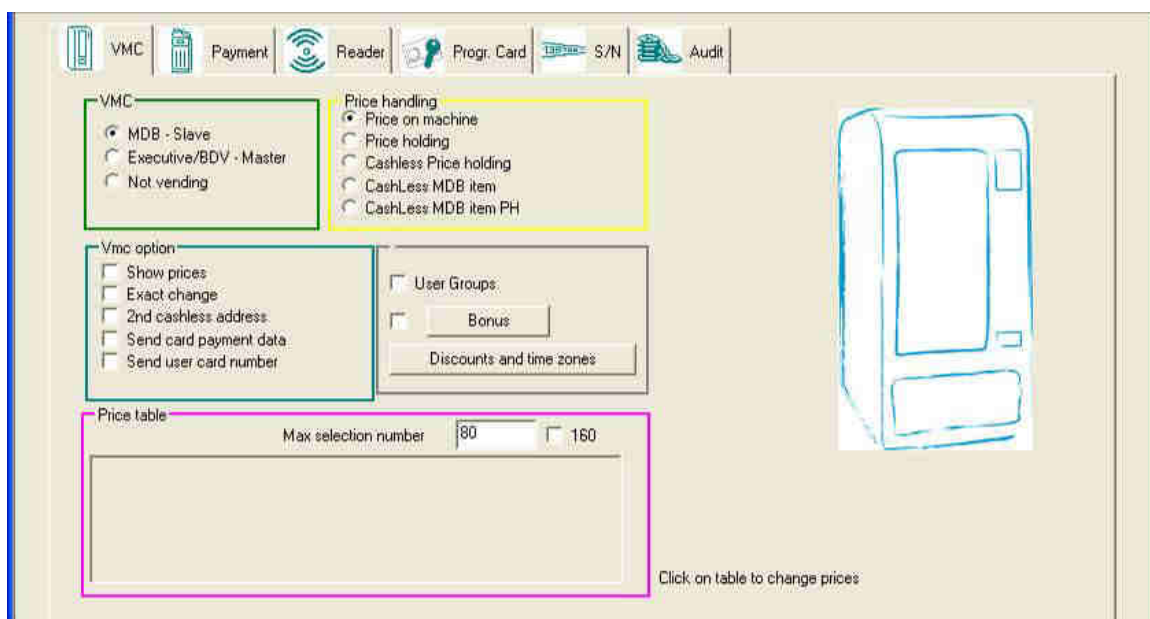 VMC
Payment
Reader
Progr. Card
S/N
Audit
VMC
MDB - Slave
Executive/BDV - Master
Not vending
Price handling
Price on machine
Price holding
Cashless Price holding
CashLess MDB item
CashLess MDB item PH
Vmc option
Show prices
Exact change
2nd cashless address
Send card payment data
Send user card number
User Groups
Bonus
Discounts and time zones
Price table
Max selection number 80 160
Click on table to change prices